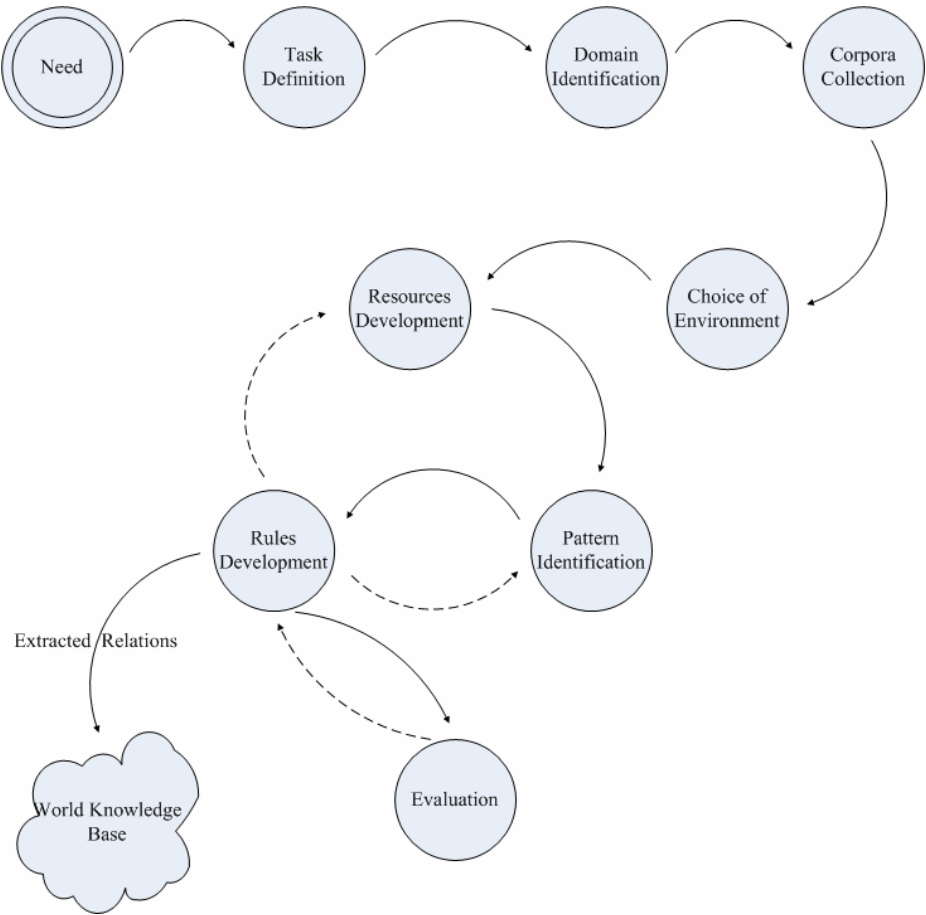 Need
Task
Definition
Domain
Identification
Corpora
Collection
Resources
Development
Choice of
Environment
Rules
Development
Pattern
Identification
Extracted Relations
World Knowledge
Base
Evaluation